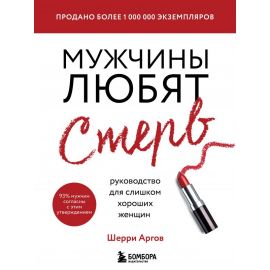 ПРОДАНО БОЛЕЕ 1 000 000 ЭКЗЕМПЛЯРОВ
МУЖЧИНЫ
ЛЮБЯТ
Стерв
руководство
для слишком
хороших
женщин
93% мужчин
согласны
с этим
утверждением
Шерри Аргов
БОМБОРА
ИЗДАТЕЛЬСТВО